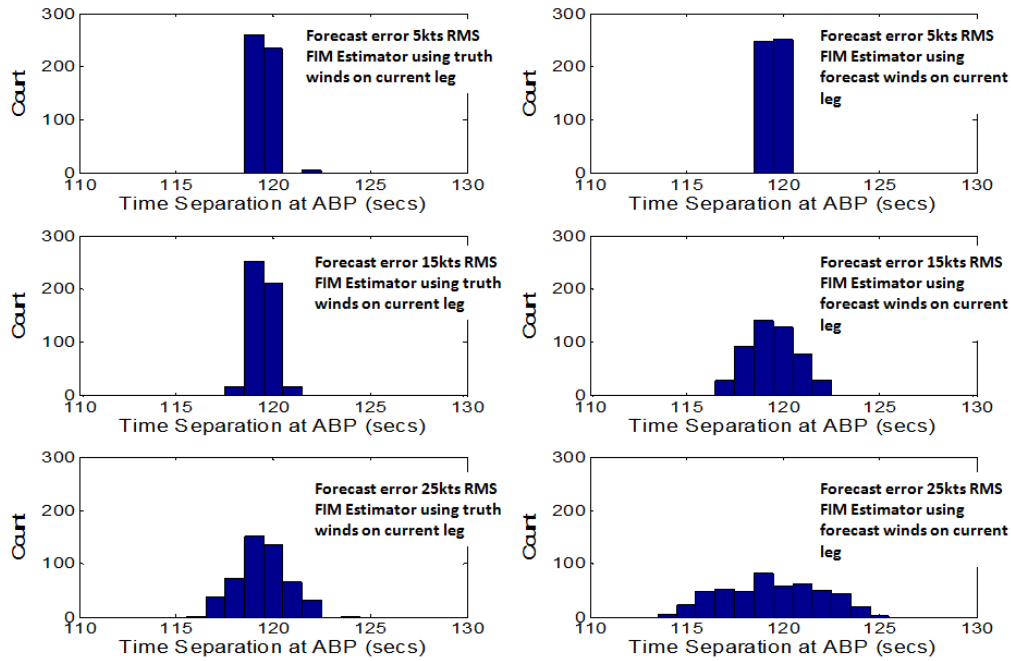 300
200
100
0
Count
Forecast error 5kts RMS
FIM Estimator using truth
winds on current leg
110 115 120 125 130
Time Separation at ABP (secs)
300
200
100
0
Count
Forecast error 5kts RMS
FIM Estimator using
forecast winds on current
leg
110 115 120 125 130
Time Separation at ABP (secs)
300
200
100
0
Count
Forecast error 15kts RMS
FIM Estimator using truth
winds on current leg
110 115 120 125 130
Time Separation at ABP (secs)
300
200
100
0
Count
Forecast error 15kts RMS
FIM Estimator using
forecast winds on current
leg
110 115 120 125 130
Time Separation at ABP (secs)
300
200
100
0
Count
Forecast error 25kts RMS
FIM Estimator using truth
winds on current leg
110 115 120 125 130
Time Separation at ABP (secs)
300
200
100
0
Count
Forecast error 25kts RMS
FIM Estimator using
forecast winds on current
leg
110 115 120 125 130
Time Separation at ABP (secs)